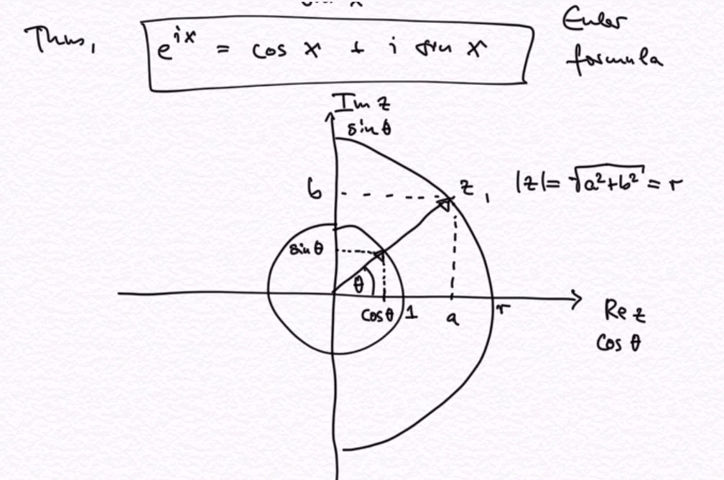 Thus,
e^{ix} = cos x + i sin x
Euler
formula
Im z
sin θ
b
z, |z| = √a²+b² = r
sin θ
θ
cos θ 1 a r
Re z
cos θ